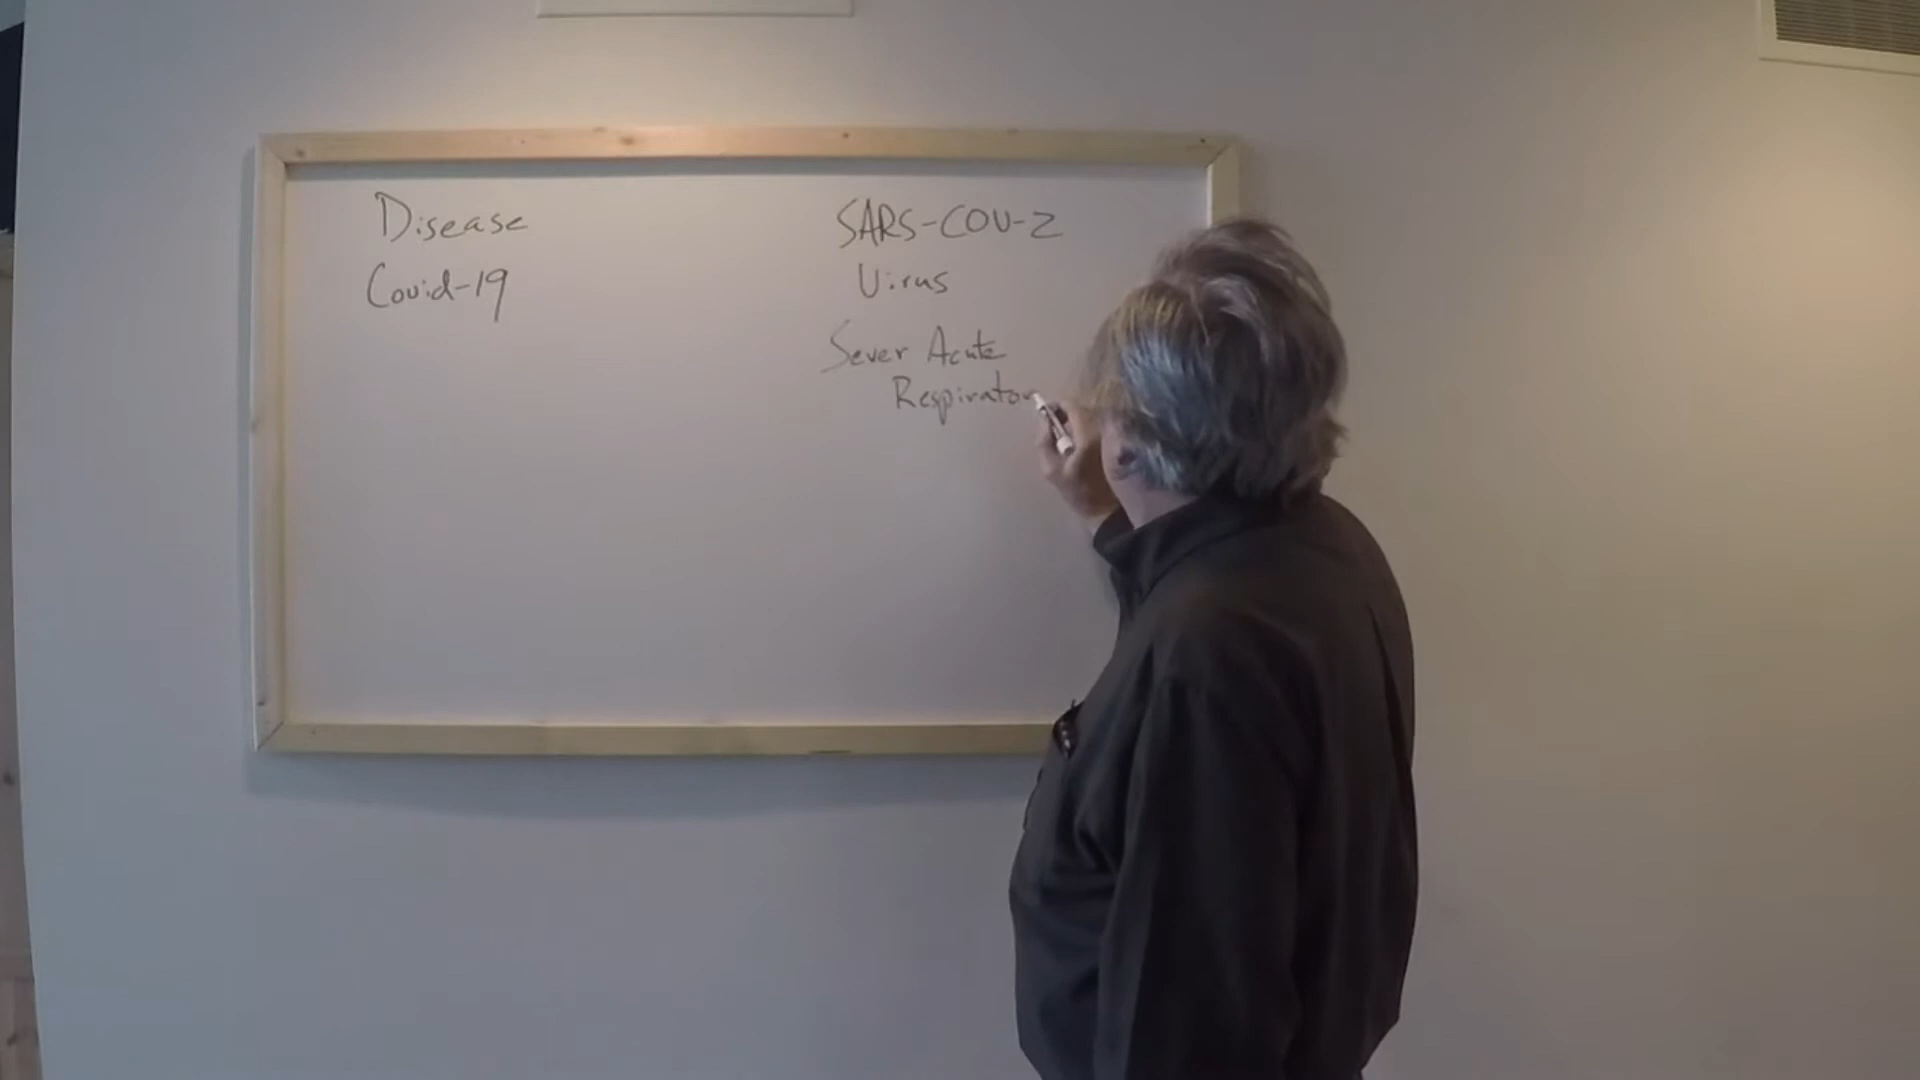 Disease
Covid-19
SARS-COV-2
Virus
Sever Acute
Respirator